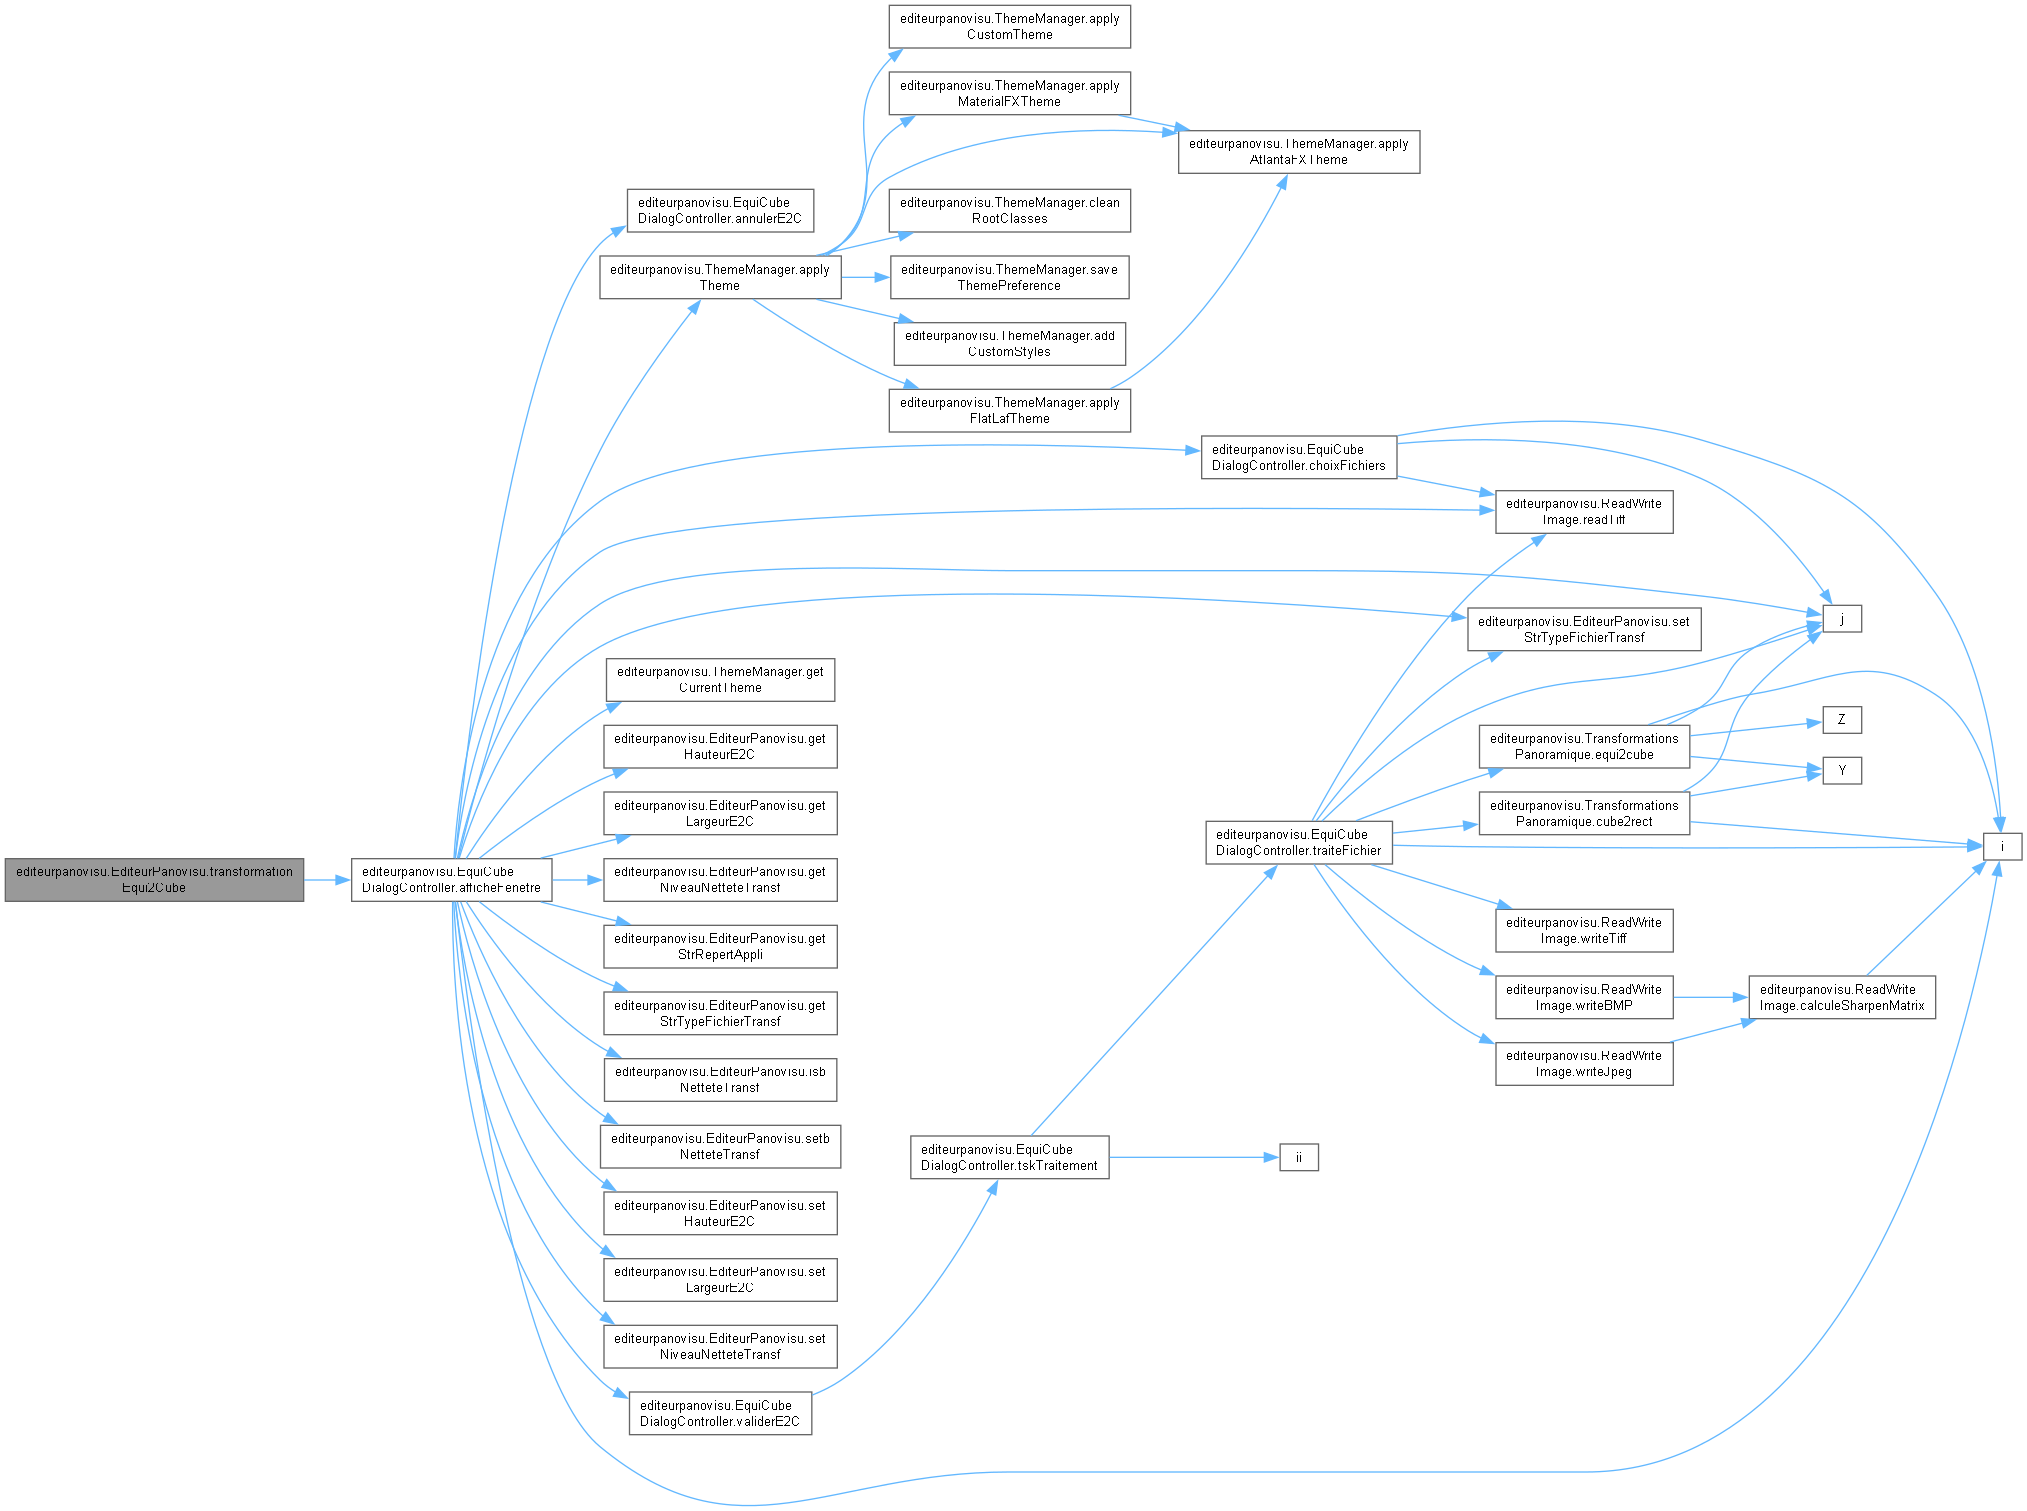 editeurpanovisu.ThemeManager.apply
CustomTheme
editeurpanovisu.ThemeManager.apply
MaterialFXTheme
editeurpanovisu.ThemeManager.apply
AtlantaFXTheme
editeurpanovisu.EquiCube
DialogController.annulerE2C
editeurpanovisu.ThemeManager.clean
RootClasses
editeurpanovisu.ThemeManager.apply
Theme
editeurpanovisu.ThemeManager.save
ThemePreference
editeurpanovisu.ThemeManager.add
CustomStyles
editeurpanovisu.ThemeManager.apply
FlatLafTheme
editeurpanovisu.EquiCube
DialogController.choixFichiers
editeurpanovisu.ReadWrite
Image.readTiff
j
editeurpanovisu.EditeurPanovisu.set
StrTypeFichierTransf
editeurpanovisu.ThemeManager.get
CurrentTheme
Z
editeurpanovisu.EditeurPanovisu.get
HauteurE2C
editeurpanovisu.Transformations
Panoramique.equi2cube
Y
editeurpanovisu.EditeurPanovisu.get
LargeurE2C
editeurpanovisu.Transformations
Panoramique.cube2rect
editeurpanovisu.EquiCube
DialogController.traiteFichier
i
editeurpanovisu.EditeurPanovisu.transformation
Equi2Cube
editeurpanovisu.EquiCube
DialogController.afficheFenetre
editeurpanovisu.EditeurPanovisu.get
NiveauNetteteTransf
editeurpanovisu.EditeurPanovisu.get
StrRepertAppli
editeurpanovisu.ReadWrite
Image.writeTiff
editeurpanovisu.EditeurPanovisu.get
StrTypeFichierTransf
editeurpanovisu.ReadWrite
Image.writeBMP
editeurpanovisu.ReadWrite
Image.calculeSharpenMatrix
editeurpanovisu.EditeurPanovisu.isb
NetteteTransf
editeurpanovisu.ReadWrite
Image.writeJpeg
editeurpanovisu.EditeurPanovisu.setb
NetteteTransf
editeurpanovisu.EquiCube
DialogController.tskTraitement
ii
editeurpanovisu.EditeurPanovisu.set
HauteurE2C
editeurpanovisu.EditeurPanovisu.set
LargeurE2C
editeurpanovisu.EditeurPanovisu.set
NiveauNetteteTransf
editeurpanovisu.EquiCube
DialogController.validerE2C